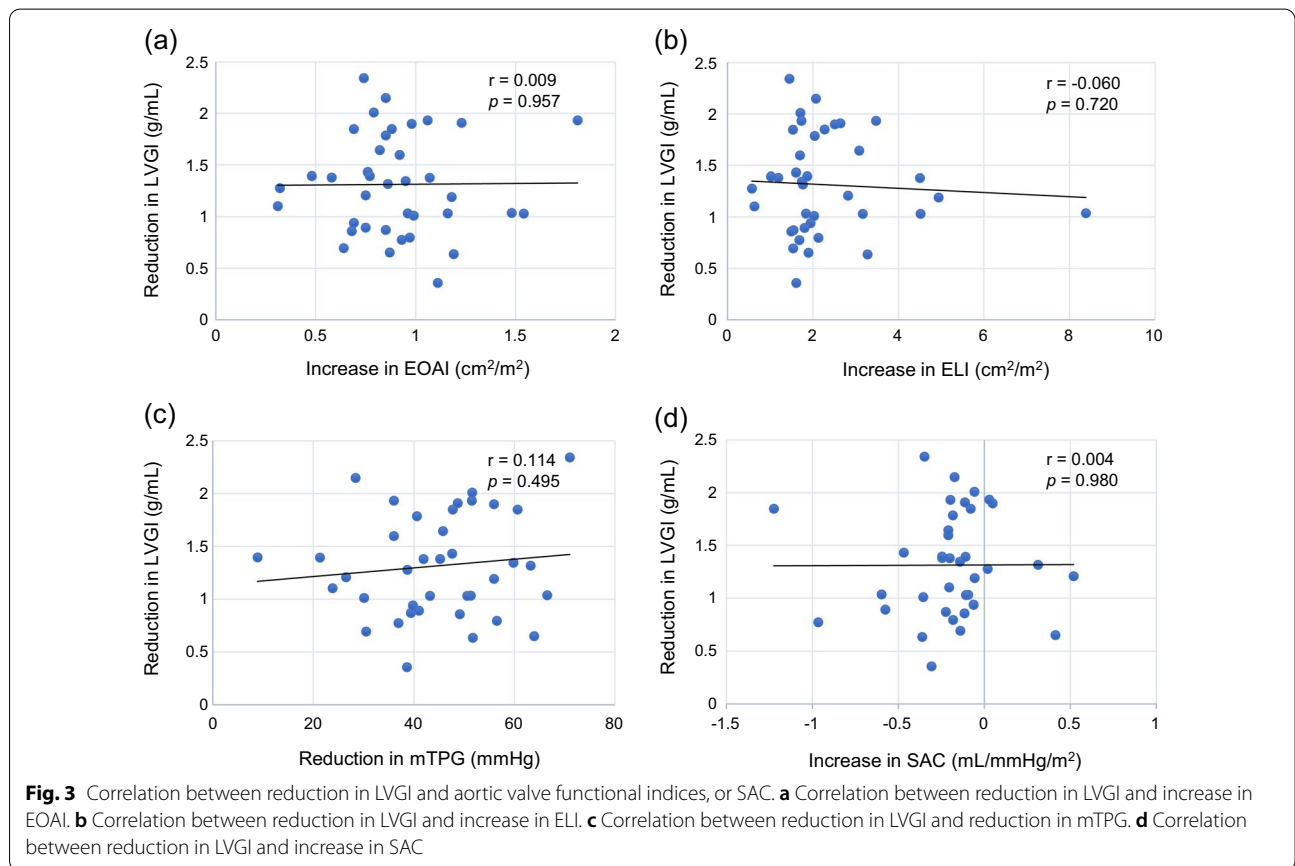 (a)
2.5
2
1.5
1
0.5
0
0
0.5
1
1.5
2
Reduction in LVGI (g/mL)
Increase in EOAI (cm²/m²)
r = 0.009
p = 0.957
(b)
2.5
2
1.5
1
0.5
0
0
2
4
6
8
10
Reduction in LVGI (g/mL)
Increase in ELI (cm²/m²)
r = -0.060
p = 0.720
(c)
2.5
2
1.5
1
0.5
0
0
20
40
60
80
Reduction in LVGI (g/mL)
Reduction in mTPG (mmHg)
r = 0.114
p = 0.495
(d)
2.5
2
1.5
1
0.5
0
-1.5
-1
-0.5
0
0.5
1
Reduction in LVGI (g/mL)
Increase in SAC (mL/mmHg/m²)
r = 0.004
p = 0.980
Fig. 3 Correlation between reduction in LVGI and aortic valve functional indices, or SAC. a Correlation between reduction in LVGI and increase in
EOAI. b Correlation between reduction in LVGI and increase in ELI. c Correlation between reduction in LVGI and reduction in mTPG. d Correlation
between reduction in LVGI and increase in SAC